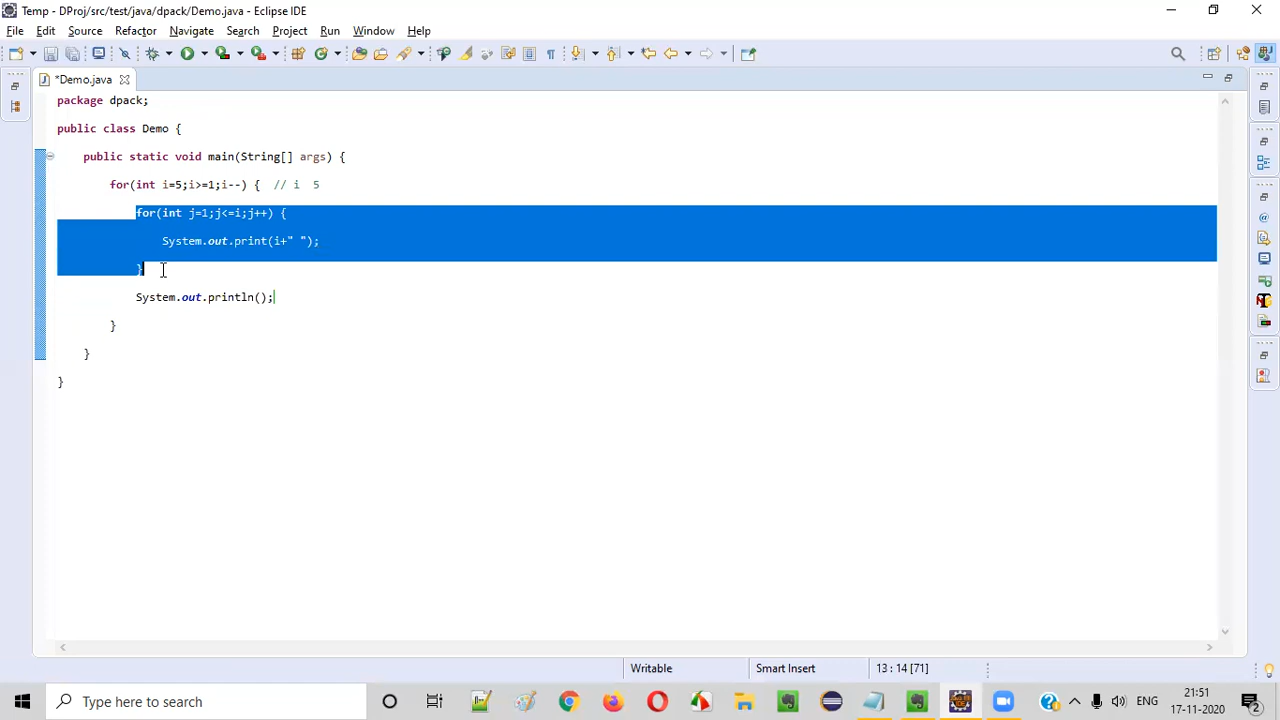 Temp - DProj/src/test/java/dpack/Demo.java - Eclipse IDE
File Edit Source Refactor Navigate Search Project Run Window Help
*Demo.java
package dpack;
public class Demo {
public static void main(String[] args) {
for(int i=5;i>=1;i--) { // i 5
for(int j=1;j<=i;j++) {
System.out.print(i+" ");
}
System.out.println();
}
}
}
Writable Smart Insert 13 : 14 [71]
Type here to search
ENG
21:51
17-11-2020
2